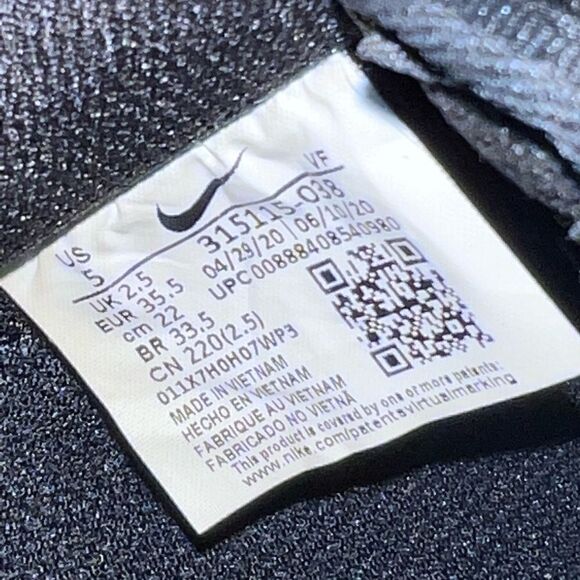 US VF
5 315115-038
UK 2.5 04/29/20 06/10/20
EUR 35.5 UPC00888408540980
cm 22
BR 33.5
CN 220(2.5)
011X7H0H07WP3
MADE IN VIETNAM
HECHO EN VIETNAM
FABRIQUE AU VIETNAM
FABRICADO NO VIETNÃ
This product is covered by one or more patents:
www.nike.com/patentsvirtualmarking